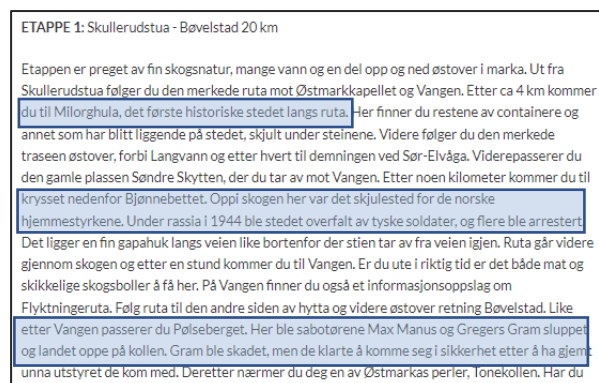 ETAPPE 1: Skullerudstua - Bøvelstad 20 km
Etappen er preget av fin skogsnatur, mange vann og en del opp og ned østover i marka. Ut fra
Skullerudstua følger du den merkede ruta mot Østmarkkapellet og Vangen. Etter ca 4 km kommer
du til Milorghula, det første historiske stedet langs ruta. Her finner du restene av containere og
annet som har blitt liggende på stedet, skjult under steinene. Videre følger du den merkede
traseen østover, forbi Langvann og etter hvert til demningen ved Sør-Elvåga. Viderepasserer du
den gamle plassen Søndre Skytten, der du tar av mot Vangen. Etter noen kilometer kommer du til
krysset nedenfor Bjønnebettet. Oppi skogen her var det skjulested for de norske
hjemmestyrkene. Under rassia i 1944 ble stedet overfalt av tyske soldater, og flere ble arrestert
Det ligger en fin gapahuk langs veien like bortenfor der stien tar av fra veien igjen. Ruta går videre
gjennom skogen og etter en stund kommer du til Vangen. Er du ute i riktig tid er det både mat og
skikkelige skogsboller å få her. På Vangen finner du også et informasjonsoppslag om
Flyktningeruta. Følg ruta til den andre siden av hytta og videre østover retning Bøvelstad. Like
etter Vangen passerer du Pølseberget. Her ble sabotørene Max Manus og Gregers Gram sluppet
og landet oppe på kollen. Gram ble skadet, men de klarte å komme seg i sikkerhet etter å ha gjemt
unna utstyret de kom med. Deretter nærmer du deg en av Østmarkas perler, Tonekollen. Har du